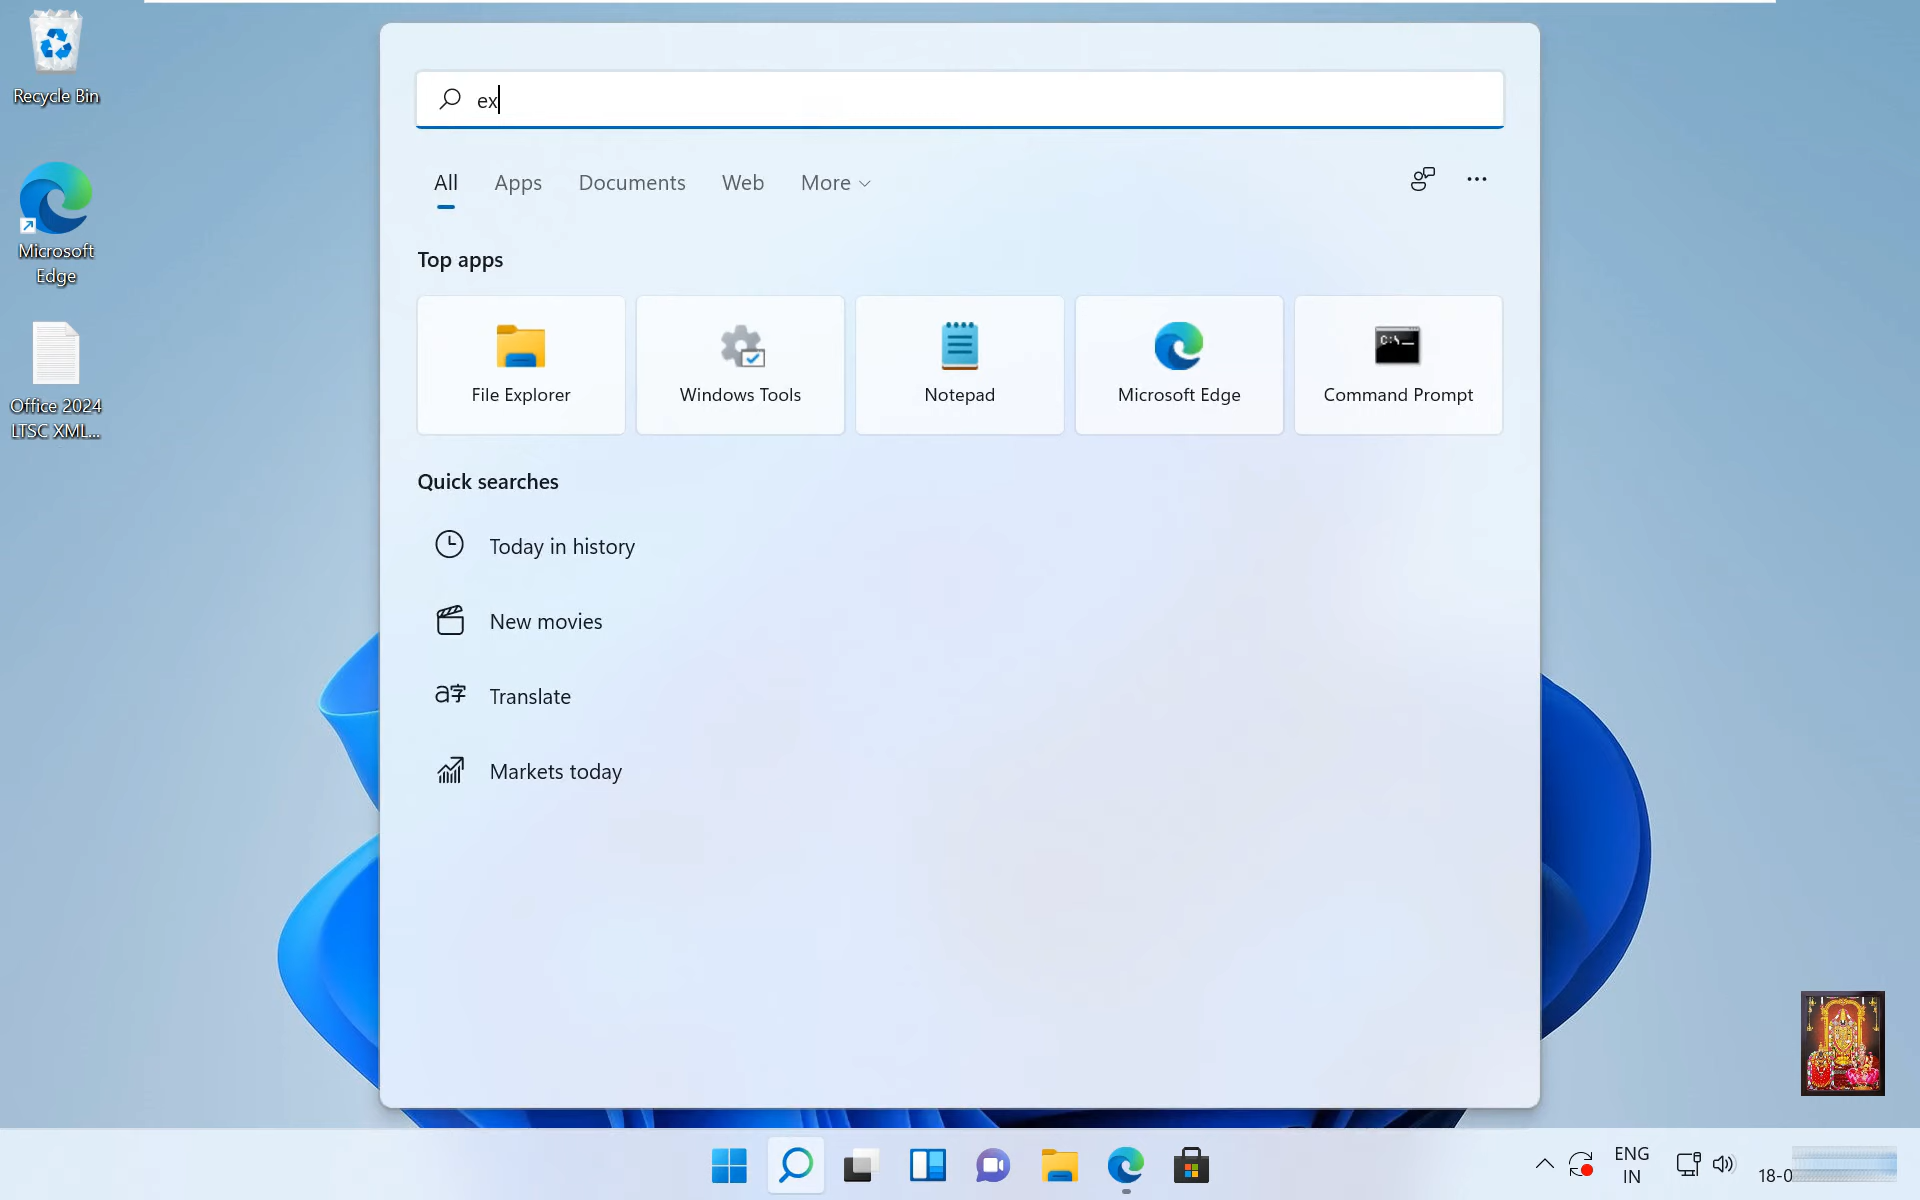 Recycle Bin
Microsoft
Edge
Office 2024
LTSC XML...
ex
All Apps Documents Web More
Top apps
File Explorer Windows Tools Notepad Microsoft Edge Command Prompt
C:\
Quick searches
Today in history
New movies
a字 Translate
Markets today
ENG
IN
18-0